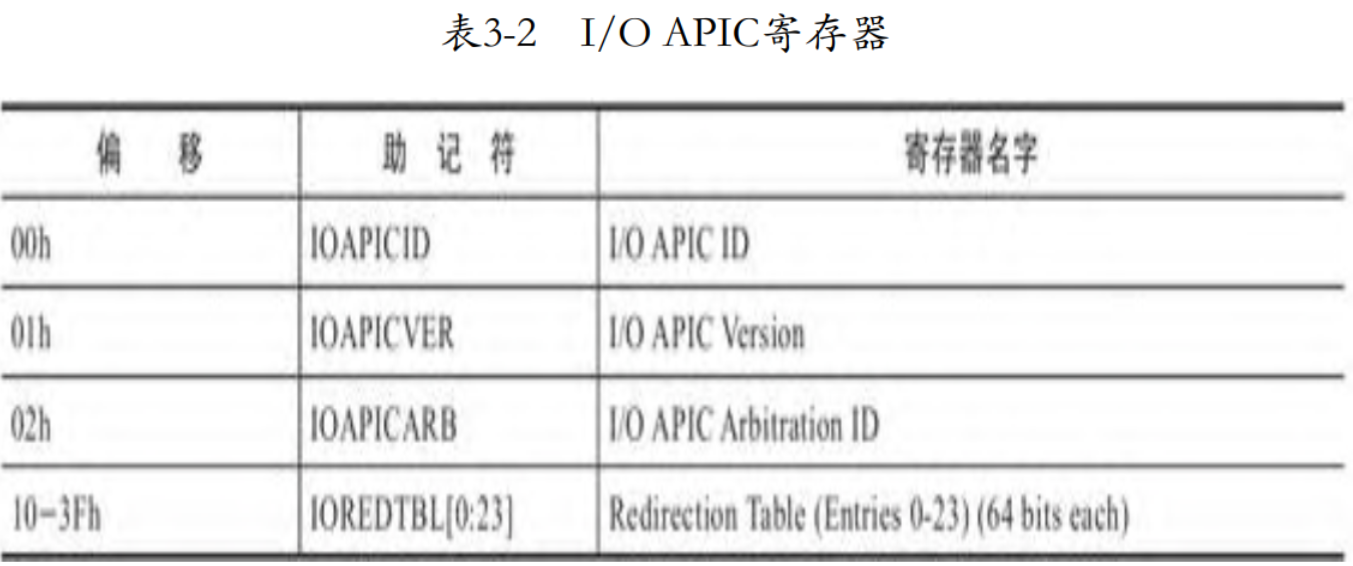 表3-2 I/O APIC寄存器
偏 移 助 记 符 寄存器名字
00h IOAPICID I/O APIC ID
01h IOAPICVER I/O APIC Version
02h IOAPICARB I/O APIC Arbitration ID
10-3Fh IOREDTBL[0:23] Redirection Table (Entries 0-23) (64 bits each)